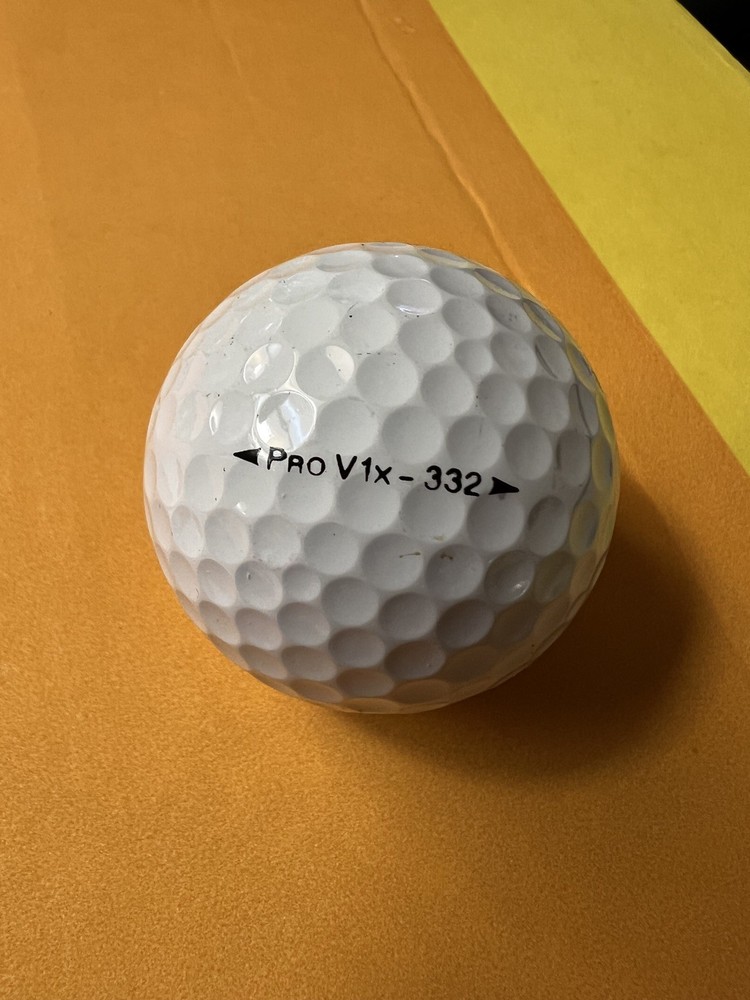 ◄PRO V1x – 332►